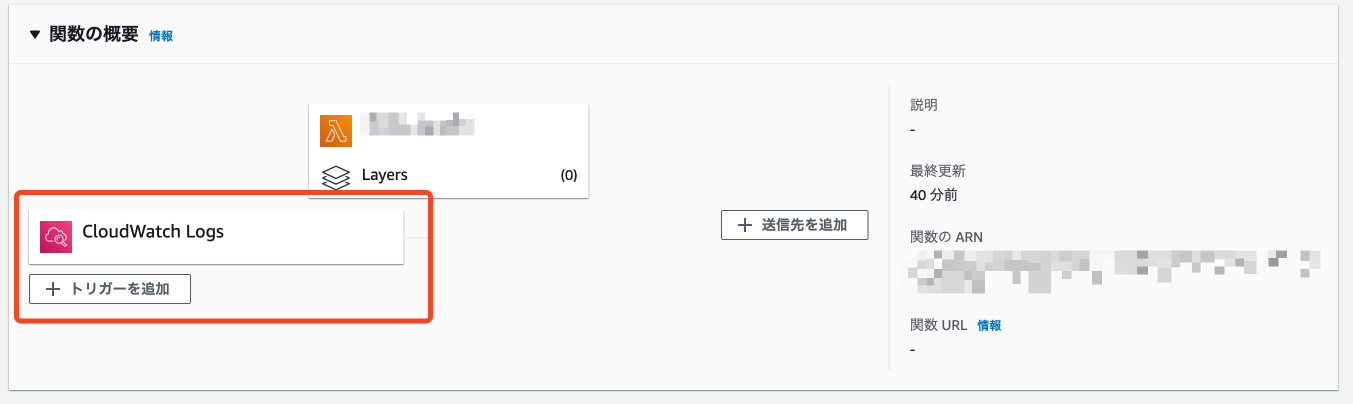 ▼ 関数の概要 情報
Layers (0)
CloudWatch Logs
+ トリガーを追加
+ 送信先を追加
説明
-
最終更新
40 分前
関数の ARN
関数 URL 情報
-